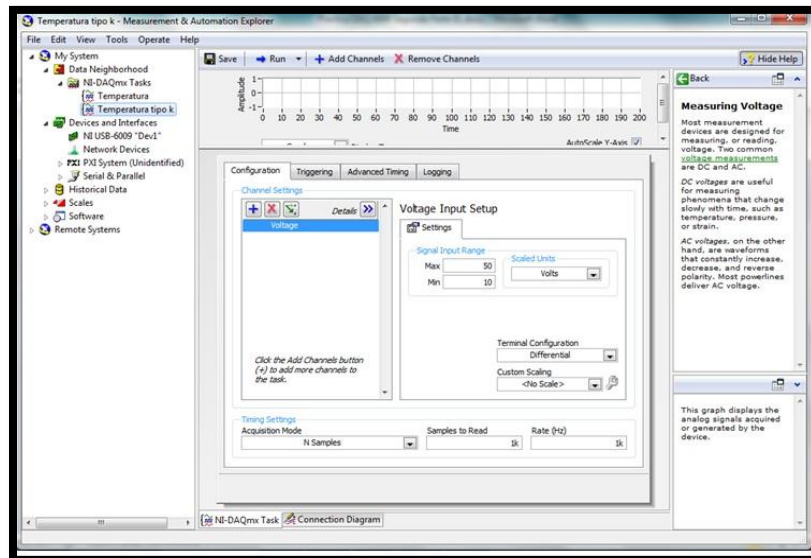 Temperatura tipo k - Measurement & Automation Explorer
File Edit View Tools Operate Help
My System
Data Neighborhood
NI-DAQmx Tasks
Temperatura
Temperatura tipo k
Devices and Interfaces
NI USB-6009 "Dev1"
Network Devices
PXI PXI System (Unidentified)
Serial & Parallel
Historical Data
Scales
Software
Remote Systems
Save Run Add Channels Remove Channels Hide Help
Amplitude
1-
0-
-1-
0 10 20 30 40 50 60 70 80 90 100 110 120 130 140 150 160 170 180 190 200
Time
AutoScale Y-Axis
Configuration Triggering Advanced Timing Logging
Channel Settings
Details
Voltage
Click the Add Channels button
(+) to add more channels to
the task.
Voltage Input Setup
Settings
Signal Input Range
Max 50
Min 10
Scaled Units
Volts
Terminal Configuration
Differential
Custom Scaling
<No Scale>
Timing Settings
Acquisition Mode Samples to Read Rate (Hz)
N Samples 1k 1k
NI-DAQmx Task Connection Diagram
Back
Measuring Voltage
Most measurement
devices are designed for
measuring, or reading,
voltage. Two common
voltage measurements
are DC and AC.
DC voltages are useful
for measuring
phenomena that change
slowly with time, such as
temperature, pressure,
or strain.
AC voltages, on the other
hand, are waveforms
that constantly increase,
decrease, and reverse
polarity. Most powerlines
deliver AC voltage.
This graph displays the
analog signals acquired
or generated by the
device.